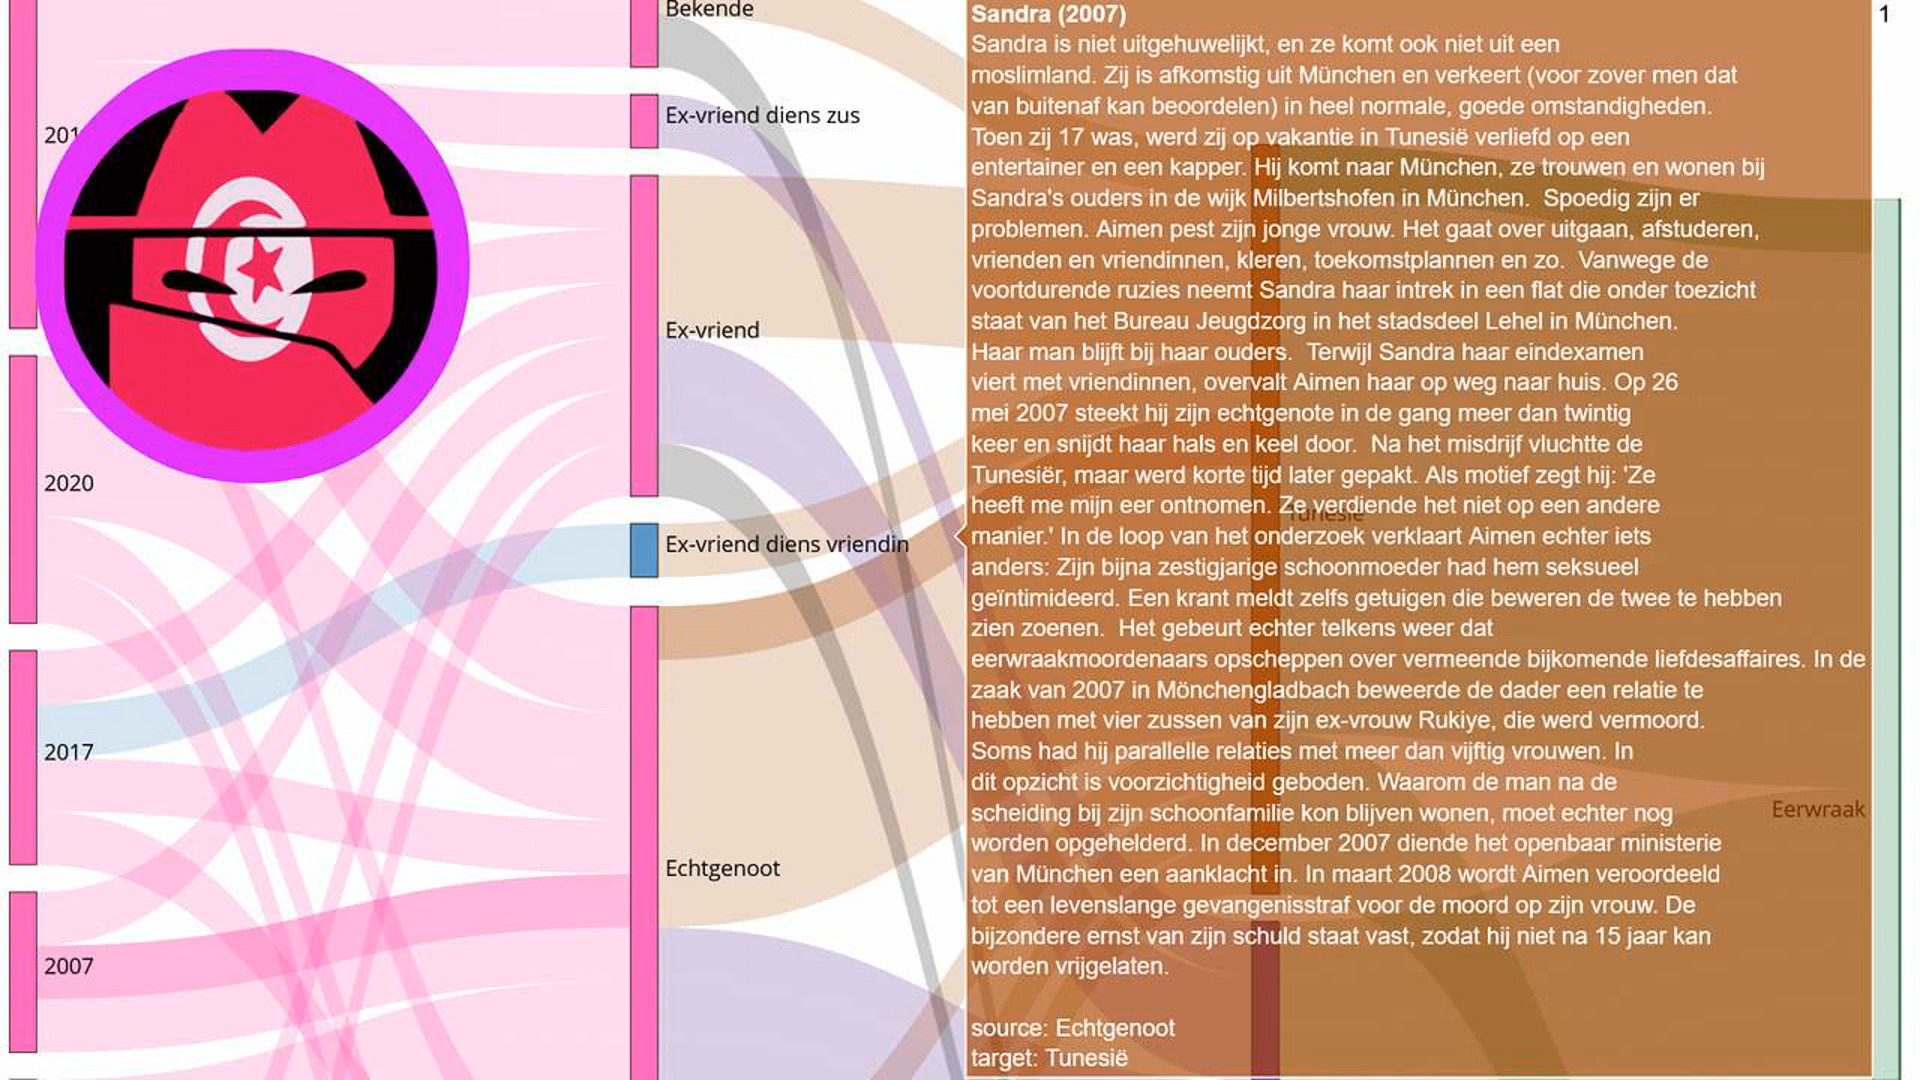 Bekende
201
Ex-vriend diens zus
Ex-vriend
2020
Ex-vriend diens vriendin
2017
Echtgenoot
2007
Sandra (2007)
Sandra is niet uitgehuwelijkt, en ze komt ook niet uit een
moslimland. Zij is afkomstig uit München en verkeert (voor zover men dat
van buitenaf kan beoordelen) in heel normale, goede omstandigheden.
Toen zij 17 was, werd zij op vakantie in Tunesië verliefd op een
entertainer en een kapper. Hij komt naar München, ze trouwen en wonen bij
Sandra's ouders in de wijk Milbertshofen in München. Spoedig zijn er
problemen. Aimen pest zijn jonge vrouw. Het gaat over uitgaan, afstuderen,
vrienden en vriendinnen, kleren, toekomstplannen en zo. Vanwege de
voortdurende ruzies neemt Sandra haar intrek in een flat die onder toezicht
staat van het Bureau Jeugdzorg in het stadsdeel Lehel in München.
Haar man blijft bij haar ouders. Terwijl Sandra haar eindexamen
viert met vriendinnen, overvalt Aimen haar op weg naar huis. Op 26
mei 2007 steekt hij zijn echtgenote in de gang meer dan twintig
keer en snijdt haar hals en keel door. Na het misdrijf vluchtte de
Tunesiër, maar werd korte tijd later gepakt. Als motief zegt hij: 'Ze
heeft me mijn eer ontnomen. Ze verdiende het niet op een andere
manier.' In de loop van het onderzoek verklaart Aimen echter iets
anders: Zijn bijna zestigjarige schoonmoeder had hem seksueel
geïntimideerd. Een krant meldt zelfs getuigen die beweren de twee te hebben
zien zoenen. Het gebeurt echter telkens weer dat
eerwraakmoordenaars opscheppen over vermeende bijkomende liefdesaffaires. In de
zaak van 2007 in Mönchengladbach beweerde de dader een relatie te
hebben met vier zussen van zijn ex-vrouw Rukiye, die werd vermoord.
Soms had hij parallelle relaties met meer dan vijftig vrouwen. In
dit opzicht is voorzichtigheid geboden. Waarom de man na de
scheiding bij zijn schoonfamilie kon blijven wonen, moet echter nog
worden opgehelderd. In december 2007 diende het openbaar ministerie
van München een aanklacht in. In maart 2008 wordt Aimen veroordeeld
tot een levenslange gevangenisstraf voor de moord op zijn vrouw. De
bijzondere ernst van zijn schuld staat vast, zodat hij niet na 15 jaar kan
worden vrijgelaten.
source: Echtgenoot
target: Tunesië
Tunesië
Eerwraak
1